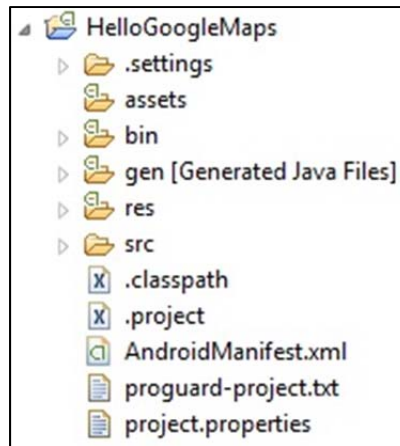 HelloGoogleMaps
.settings
assets
bin
gen [Generated Java Files]
res
src
.classpath
.project
AndroidManifest.xml
proguard-project.txt
project.properties